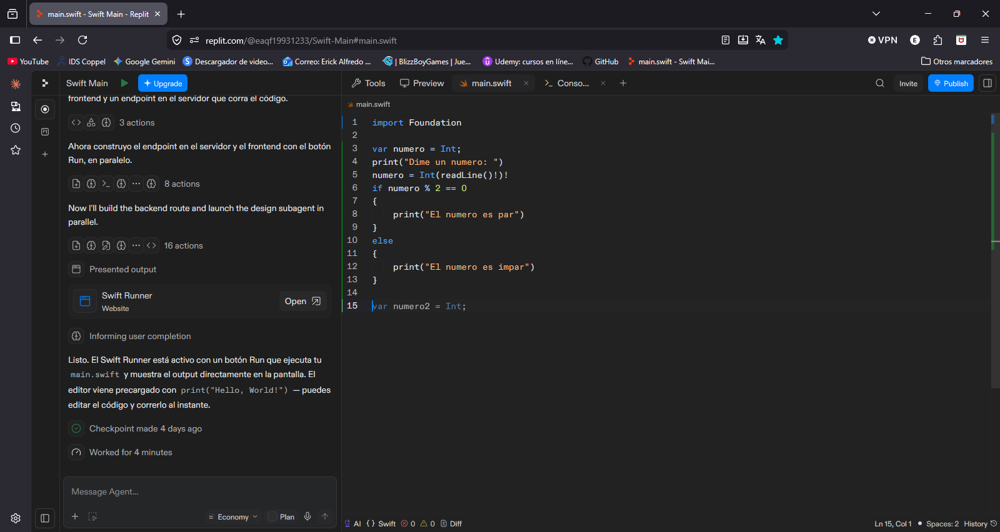 main.swift - Swift Main - Replit
replit.com/@eaqf19931233/Swift-Main#main.swift
VPN
E
YouTube
IDS Coppel
Google Gemini
S
Descargador de video...
Correo: Erick Alfredo ...
| BlizzBoyGames | Jue...
Udemy: cursos en líne...
GitHub
main.swift - Swift Mai...
Otros marcadores
Swift Main
Upgrade
Tools
Preview
main.swift
Conso...
Invite
Publish
frontend y un endpoint en el servidor que corra el código.
3 actions
Ahora construyo el endpoint en el servidor y el frontend con el botón
Run, en paralelo.
8 actions
Now I'll build the backend route and launch the design subagent in
parallel.
16 actions
Presented output
Swift Runner
Website
Open
Informing user completion
Listo. El Swift Runner está activo con un botón Run que ejecuta tu
main.swift y muestra el output directamente en la pantalla. El
editor viene precargado con print("Hello, World!") — puedes
editar el código y correrlo al instante.
Checkpoint made 4 days ago
Worked for 4 minutes
Message Agent...
Economy
Plan
main.swift
1 import Foundation
2
3 var numero = Int;
4 print("Dime un numero: ")
5 numero = Int(readLine()!)!
6 if numero % 2 == 0
7 {
8 print("El numero es par")
9 }
10 else
11 {
12 print("El numero es impar")
13 }
14
15 var numero2 = Int;
AI
{} Swift
0
0
Diff
Ln 15, Col 1
Spaces: 2
History